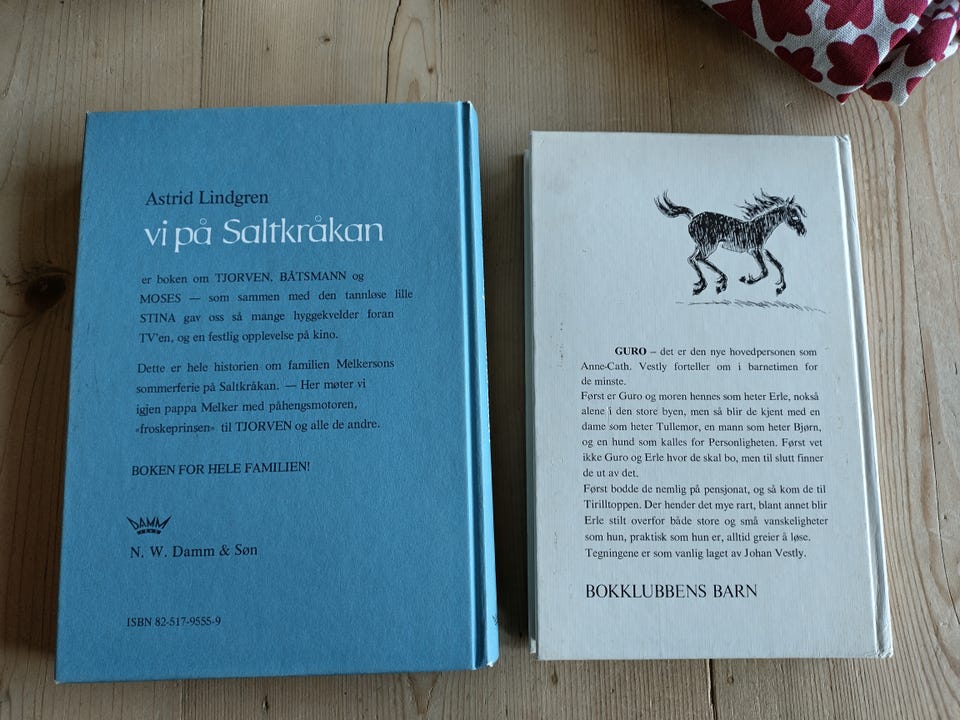 Astrid Lindgren
vi på Saltkråkan
er boken om TJORVEN, BÅTSMANN og
MOSES — som sammen med den tannløse lille
STINA gav oss så mange hyggekvelder foran
TV'en, og en festlig opplevelse på kino.
Dette er hele historien om familien Melkersons
sommerferie på Saltkråkan. — Her møter vi
igjen pappa Melker med påhengsmotoren,
«froskeprinsen» til TJORVEN og alle de andre.
BOKEN FOR HELE FAMILIEN!
DAMM
N. W. Damm & Søn
ISBN 82-517-9555-9
GURO – det er den nye hovedpersonen som
Anne-Cath. Vestly forteller om i barnetimen for
de minste.
Først er Guro og moren hennes som heter Erle, nokså
alene i den store byen, men så blir de kjent med en
dame som heter Tullemor, en mann som heter Bjørn,
og en hund som kalles for Personligheten. Først vet
ikke Guro og Erle hvor de skal bo, men til slutt finner
de ut av det.
Først bodde de nemlig på pensjonat, og så kom de til
Tirilltoppen. Der hender det mye rart, blant annet blir
Erle stilt overfor både store og små vanskeligheter
som hun, praktisk som hun er, alltid greier å løse.
Tegningene er som vanlig laget av Johan Vestly.
BOKKLUBBENS BARN